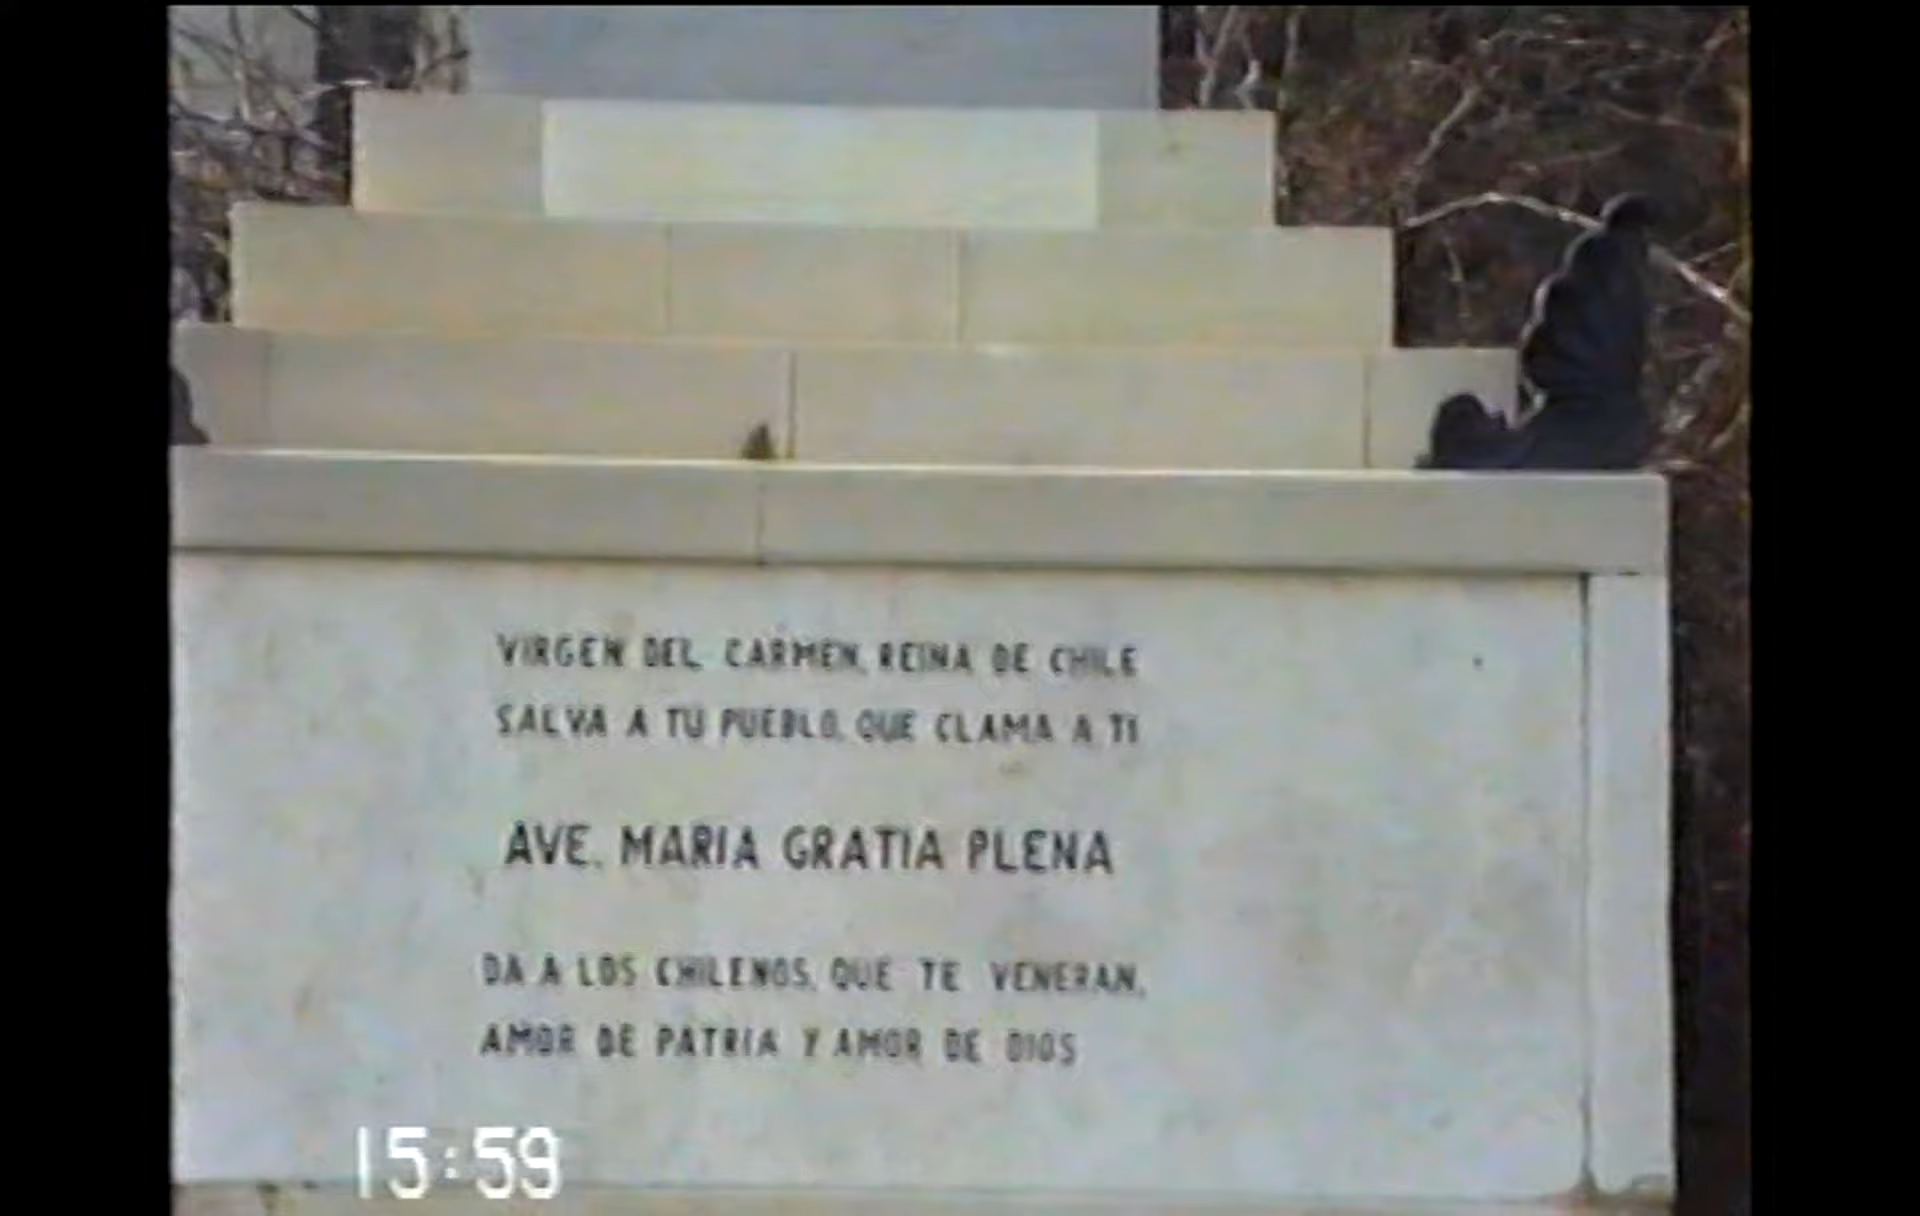 VIRGEN DEL CARMEN, REINA DE CHILE
SALVA A TU PUEBLO, QUE CLAMA A TI
AVE. MARIA GRATIA PLENA
DA A LOS CHILENOS, QUE TE VENERAN,
AMOR DE PATRIA Y AMOR DE DIOS
15:59